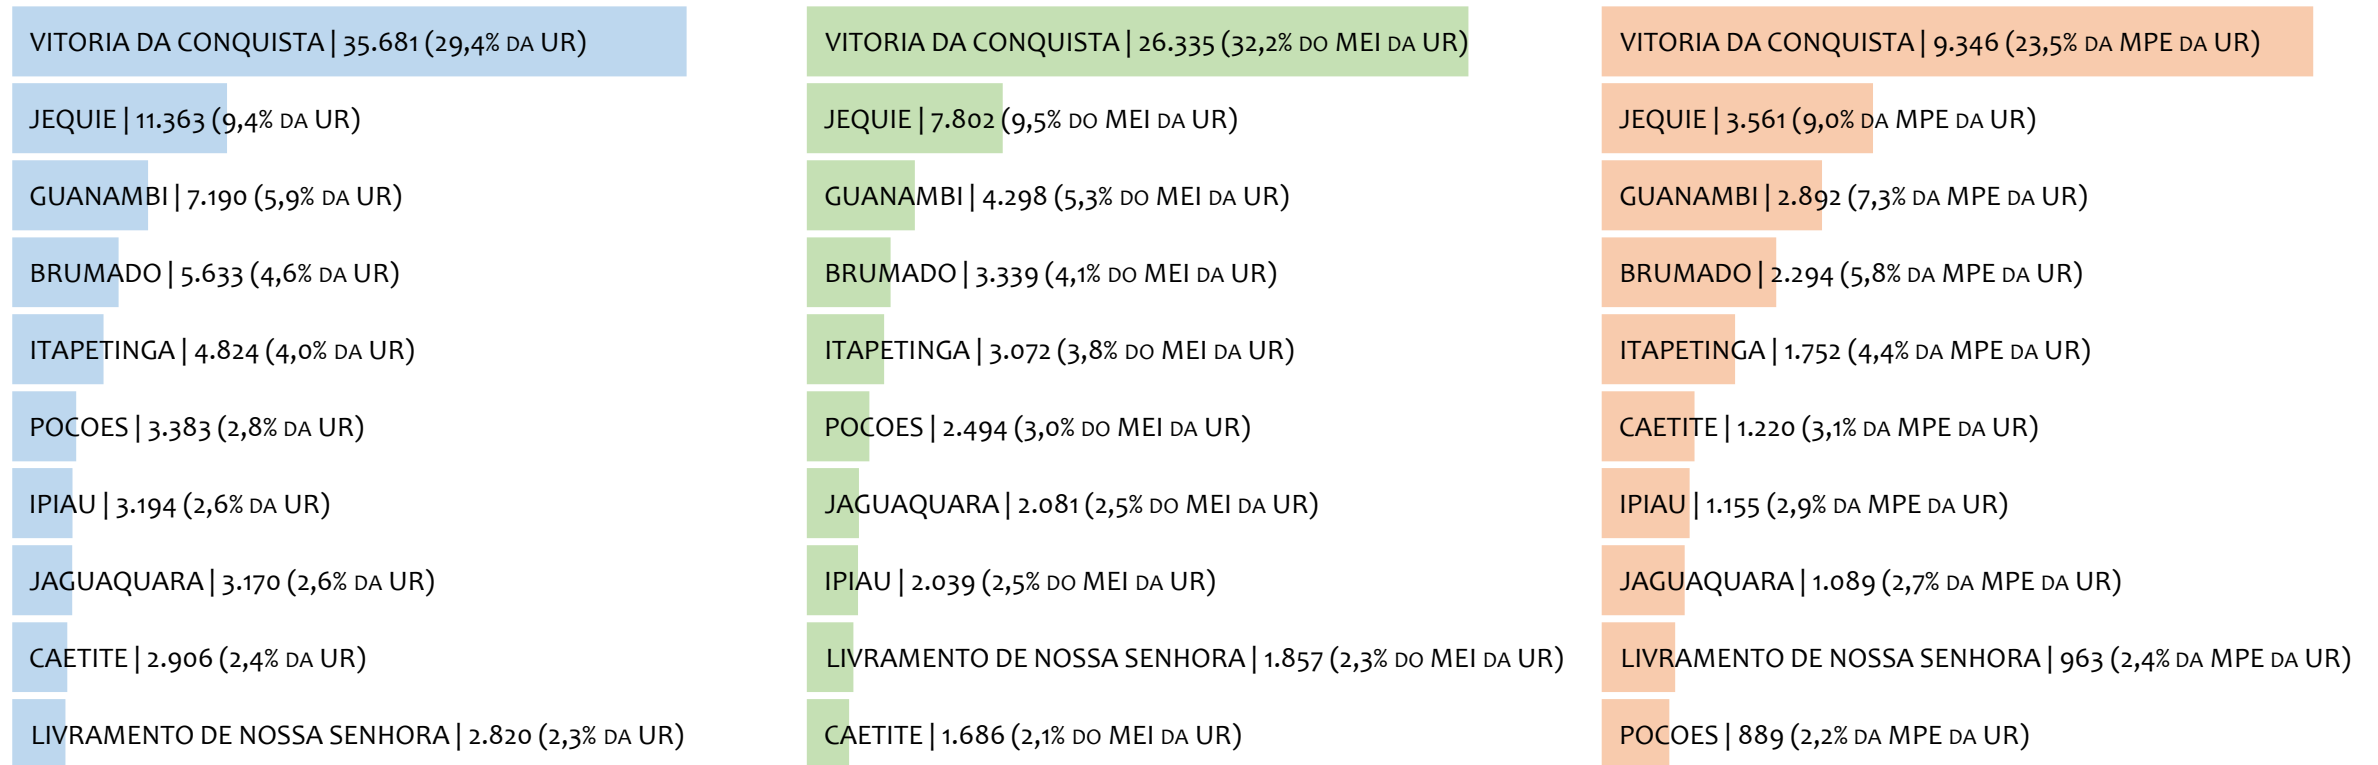 VITORIA DA CONQUISTA | 35.681 (29,4% DA UR)
JEQUIE | 11.363 (9,4% DA UR)
GUANAMBI | 7.190 (5,9% DA UR)
BRUMADO | 5.633 (4,6% DA UR)
ITAPETINGA | 4.824 (4,0% DA UR)
POCOES | 3.383 (2,8% DA UR)
IPIAU | 3.194 (2,6% DA UR)
JAGUAQUARA | 3.170 (2,6% DA UR)
CAETITE | 2.906 (2,4% DA UR)
LIVRAMENTO DE NOSSA SENHORA | 2.820 (2,3% DA UR)
VITORIA DA CONQUISTA | 26.335 (32,2% DO MEI DA UR)
JEQUIE | 7.802 (9,5% DO MEI DA UR)
GUANAMBI | 4.298 (5,3% DO MEI DA UR)
BRUMADO | 3.339 (4,1% DO MEI DA UR)
ITAPETINGA | 3.072 (3,8% DO MEI DA UR)
POCOES | 2.494 (3,0% DO MEI DA UR)
JAGUAQUARA | 2.081 (2,5% DO MEI DA UR)
IPIAU | 2.039 (2,5% DO MEI DA UR)
LIVRAMENTO DE NOSSA SENHORA | 1.857 (2,3% DO MEI DA UR)
CAETITE | 1.686 (2,1% DO MEI DA UR)
VITORIA DA CONQUISTA | 9.346 (23,5% DA MPE DA UR)
JEQUIE | 3.561 (9,0% DA MPE DA UR)
GUANAMBI | 2.892 (7,3% DA MPE DA UR)
BRUMADO | 2.294 (5,8% DA MPE DA UR)
ITAPETINGA | 1.752 (4,4% DA MPE DA UR)
CAETITE | 1.220 (3,1% DA MPE DA UR)
IPIAU | 1.155 (2,9% DA MPE DA UR)
JAGUAQUARA | 1.089 (2,7% DA MPE DA UR)
LIVRAMENTO DE NOSSA SENHORA | 963 (2,4% DA MPE DA UR)
POCOES | 889 (2,2% DA MPE DA UR)